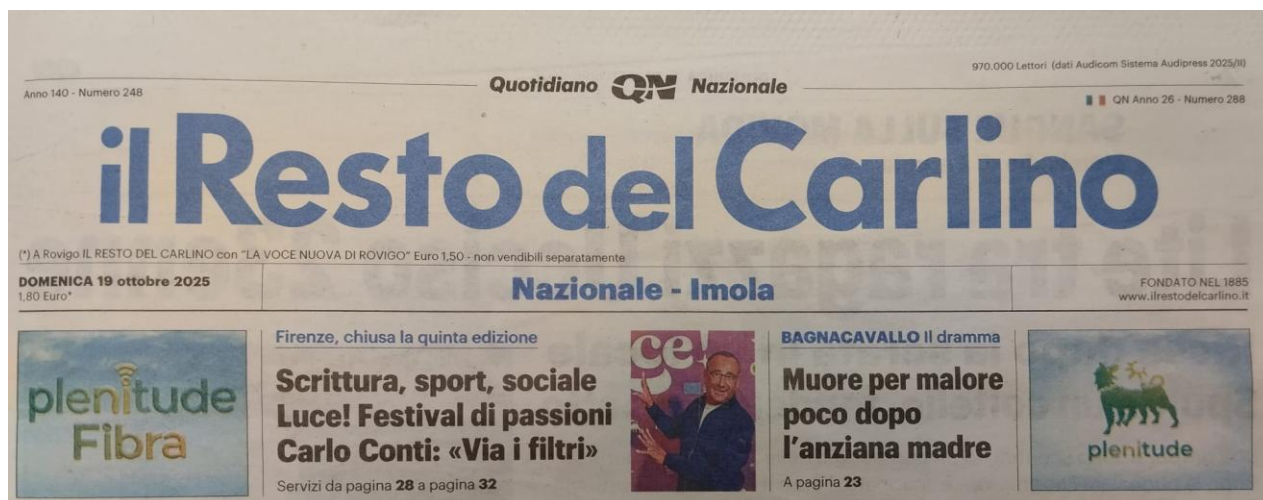 970.000 Lettori (dati Audicom Sistema Audipress 2025/II)
Quotidiano QN Nazionale
Anno 140 - Numero 248
QN Anno 26 - Numero 288
il Resto del Carlino
(*) A Rovigo IL RESTO DEL CARLINO con "LA VOCE NUOVA DI ROVIGO" Euro 1,50 - non vendibili separatamente
DOMENICA 19 ottobre 2025
1,80 Euro*
Nazionale - Imola
FONDATO NEL 1885
www.ilrestodelcarlino.it
plenitude
Fibra
Firenze, chiusa la quinta edizione
Scrittura, sport, sociale
Luce! Festival di passioni
Carlo Conti: «Via i filtri»
Servizi da pagina 28 a pagina 32
ce!
BAGNACAVALLO Il dramma
Muore per malore
poco dopo
l'anziana madre
A pagina 23
plenitude